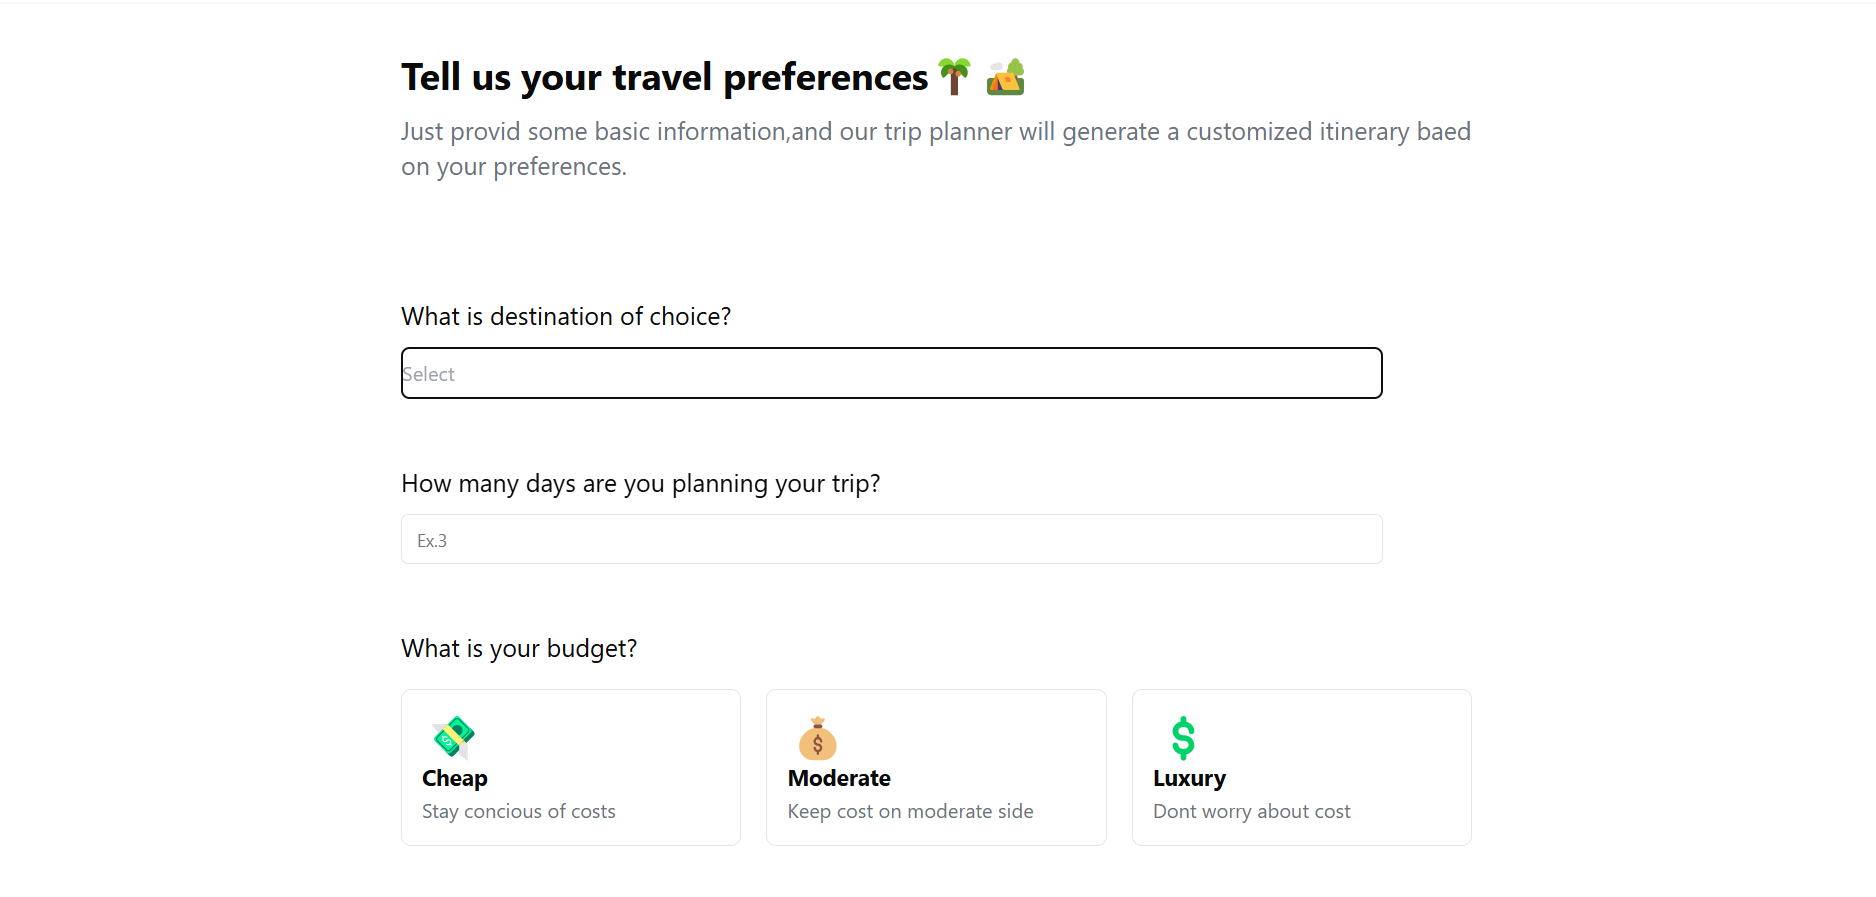 Tell us your travel preferences
Just provid some basic information,and our trip planner will generate a customized itinerary baed
on your preferences.
What is destination of choice?
Select
How many days are you planning your trip?
Ex.3
What is your budget?
Cheap
Stay concious of costs
Moderate
Keep cost on moderate side
Luxury
Dont worry about cost